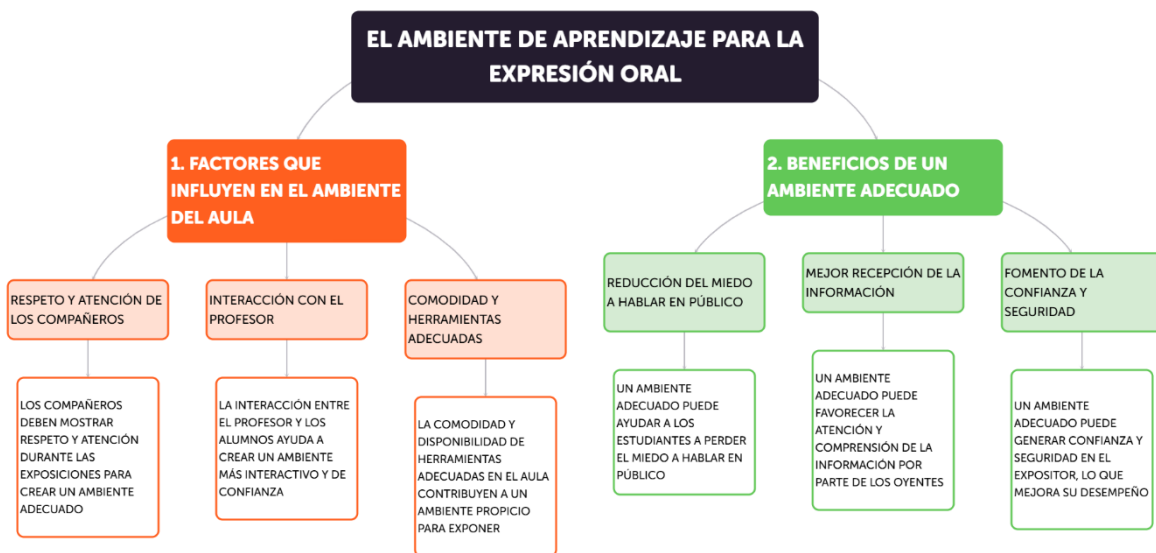 EL AMBIENTE DE APRENDIZAJE PARA LA
EXPRESIÓN ORAL
1. FACTORES QUE
INFLUYEN EN EL AMBIENTE
DEL AULA
RESPETO Y ATENCIÓN DE
LOS COMPAÑEROS
LOS COMPAÑEROS
DEBEN MOSTRAR
RESPETO Y ATENCIÓN
DURANTE LAS
EXPOSICIONES PARA
CREAR UN AMBIENTE
ADECUADO
INTERACCIÓN CON EL
PROFESOR
LA INTERACCIÓN ENTRE
EL PROFESOR Y LOS
ALUMNOS AYUDA A
CREAR UN AMBIENTE
MÁS INTERACTIVO Y DE
CONFIANZA
COMODIDAD Y
HERRAMIENTAS
ADECUADAS
LA COMODIDAD Y
DISPONIBILIDAD DE
HERRAMIENTAS
ADECUADAS EN EL AULA
CONTRIBUYEN A UN
AMBIENTE PROPICIO
PARA EXPONER
2. BENEFICIOS DE UN
AMBIENTE ADECUADO
REDUCCIÓN DEL MIEDO
A HABLAR EN PÚBLICO
UN AMBIENTE
ADECUADO PUEDE
AYUDAR A LOS
ESTUDIANTES A PERDER
EL MIEDO A HABLAR EN
PÚBLICO
MEJOR RECEPCIÓN DE LA
INFORMACIÓN
UN AMBIENTE
ADECUADO PUEDE
FAVORECER LA
ATENCIÓN Y
COMPRENSIÓN DE LA
INFORMACIÓN POR
PARTE DE LOS OYENTES
FOMENTO DE LA
CONFIANZA Y
SEGURIDAD
UN AMBIENTE
ADECUADO PUEDE
GENERAR CONFIANZA Y
SEGURIDAD EN EL
EXPOSITOR, LO QUE
MEJORA SU DESEMPEÑO